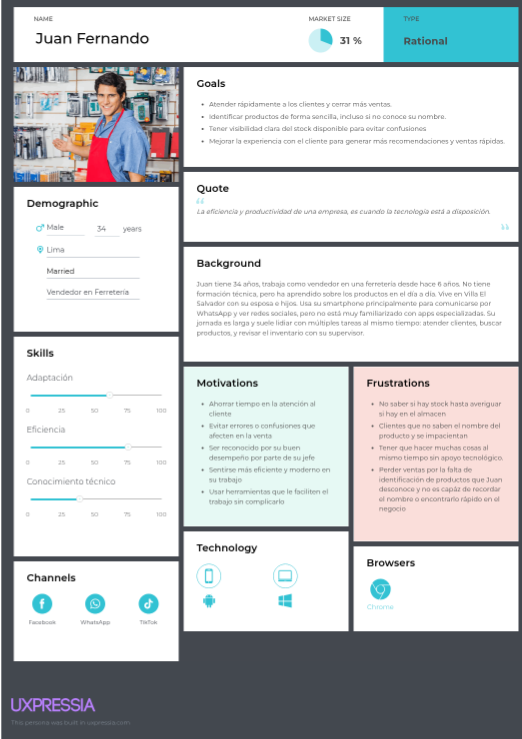 NAME
Juan Fernando
MARKET SIZE
31 %
TYPE
Rational
Goals
Atender rápidamente a los clientes y cerrar más ventas.
Identificar productos de forma sencilla, incluso si no conoce su nombre.
Tener visibilidad clara del stock disponible para evitar confusiones
Mejorar la experiencia con el cliente para generar más recomendaciones y ventas rápidas.
Demographic
Male
34 years
Lima
Married
Vendedor en Ferretería
Quote
La eficiencia y productividad de una empresa, es cuando la tecnología está a disposición.
Background
Juan tiene 34 años, trabaja como vendedor en una ferretería desde hace 6 años. No tiene
formación técnica, pero ha aprendido sobre los productos en el día a día. Vive en Villa El
Salvador con su esposa e hijos. Usa su smartphone principalmente para comunicarse por
WhatsApp y ver redes sociales, pero no está muy familiarizado con apps especializadas. Su
jornada es larga y suele lidiar con múltiples tareas al mismo tiempo: atender clientes, buscar
productos, y revisar el inventario con su supervisor.
Skills
Adaptación
0 25 50 75 100
Eficiencia
0 25 50 75 100
Conocimiento técnico
0 25 50 75 100
Motivations
Ahorrar tiempo en la atención al
cliente
Evitar errores o confusiones que
afecten en la venta
Ser reconocido por su buen
desempeño por parte de su jefe
Sentirse más eficiente y moderno en
su trabajo
Usar herramientas que le faciliten el
trabajo sin complicarlo
Frustrations
No saber si hay stock hasta averiguar
si hay en el almacen
Clientes que no saben el nombre del
producto y se impacientan
Tener que hacer muchas cosas al
mismo tiempo sin apoyo tecnológico.
Perder ventas por la falta de
identificación de productos que Juan
desconoce y no es capáz de recordar
el nombre o encontrarlo rápido en el
negocio
Technology
Browsers
Chrome
Channels
Facebook
WhatsApp
TikTok
UXPRESSIA
This persona was built in uxpressia.com